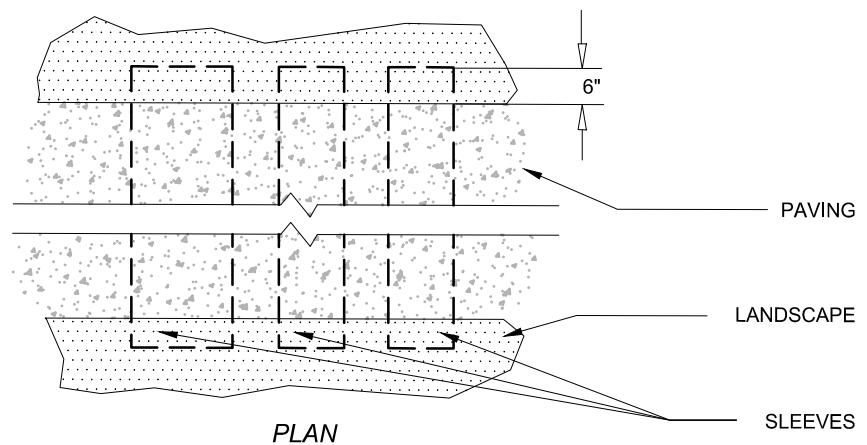 6"
PAVING
LANDSCAPE
SLEEVES
PLAN